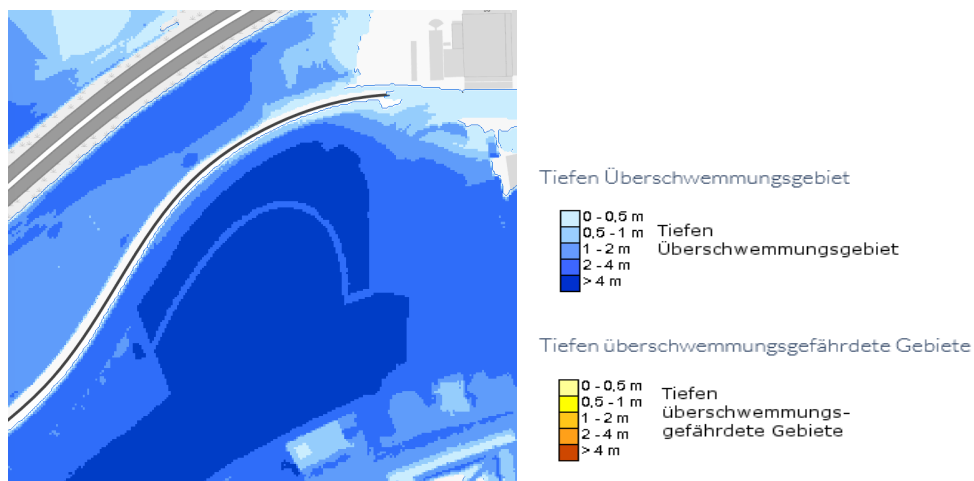 Tiefen Überschwemmungsgebiet
0 - 0,5 m
0,5 - 1 m
1 - 2 m
2 - 4 m
> 4 m
Tiefen
Überschwemmungsgebiet
Tiefen überschwemmungsgefährdete Gebiete
0 - 0,5 m
0,5 - 1 m
1 - 2 m
2 - 4 m
> 4 m
Tiefen
überschwemmungs-
gefährdete Gebiete